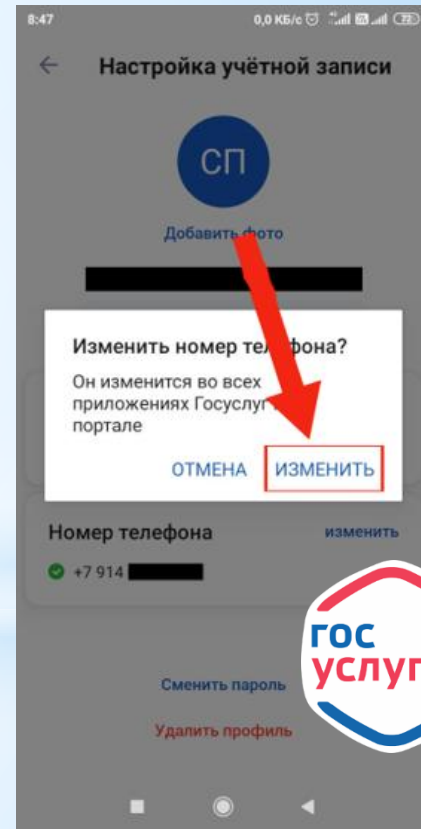 8:47
0,0 КБ/с
Настройка учётной записи
СП
Добавить фото
Изменить номер телефона?
Он изменится во всех
приложениях Госуслуг
портале
ОТМЕНА ИЗМЕНИТЬ
Номер телефона изменить
+7 914
гос
услуг
Сменить пароль
Удалить профиль